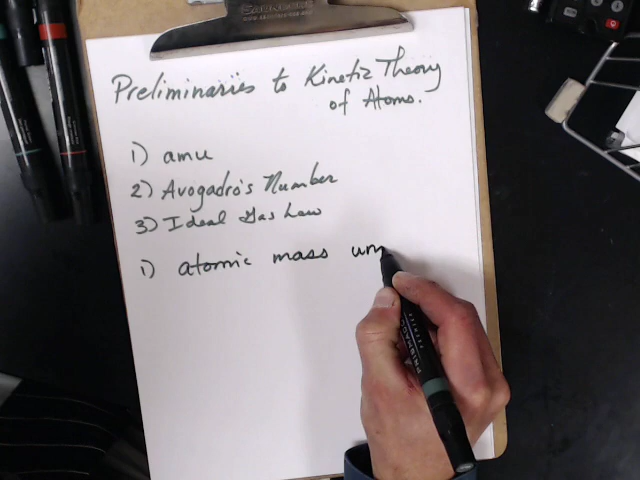 Preliminaries to Kinetic Theory
of Atoms.
1) amu
2) Avogadro's Number
3) Ideal Gas Law
1) atomic mass un
PRISMACOLOR